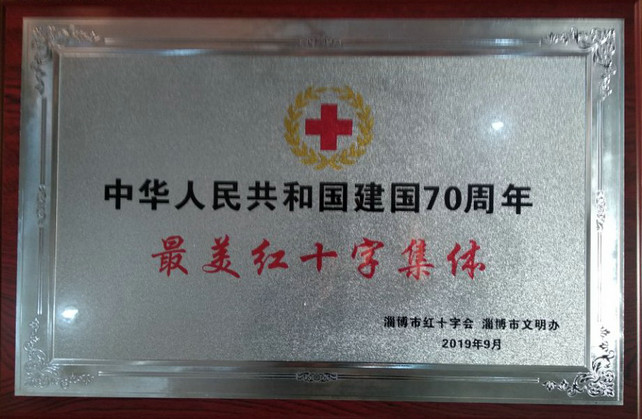 中华人民共和国建国70周年
最美红十字集体
淄博市红十字会 淄博市文明办
2019年9月